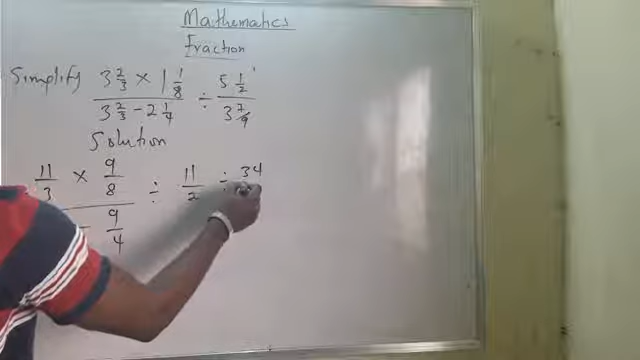 Mathematics
Fraction
Simplify 3 2/3 × 1 1/8 ÷ 5 1/2
3 2/3 - 2 1/4 3 7/9
Solution
11/3 × 9/8 ÷ 11/2 ÷ 34
- 9/4